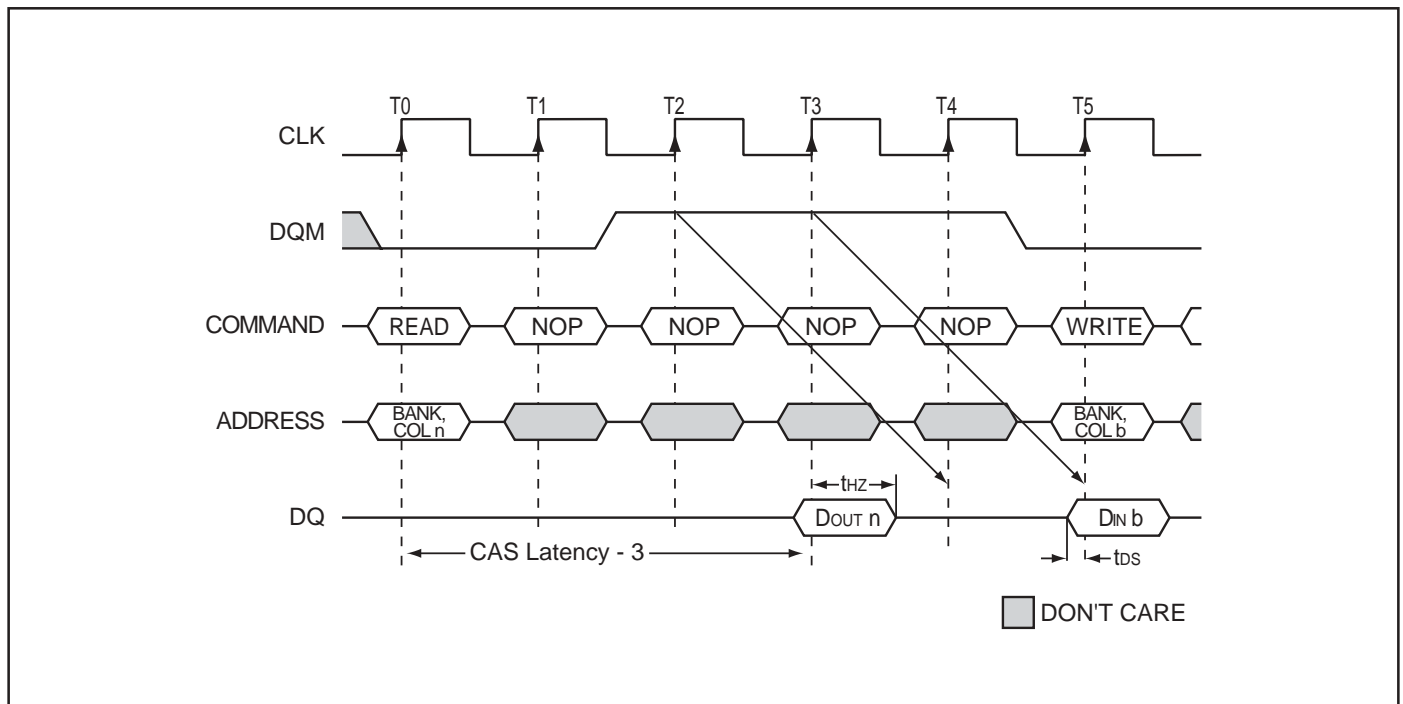 T0 T1 T2 T3 T4 T5
CLK
DQM
COMMAND READ NOP NOP NOP NOP WRITE
ADDRESS BANK, COL n BANK, COL b
tHZ
DQ DOUT n DIN b
CAS Latency - 3 tDS
DON'T CARE